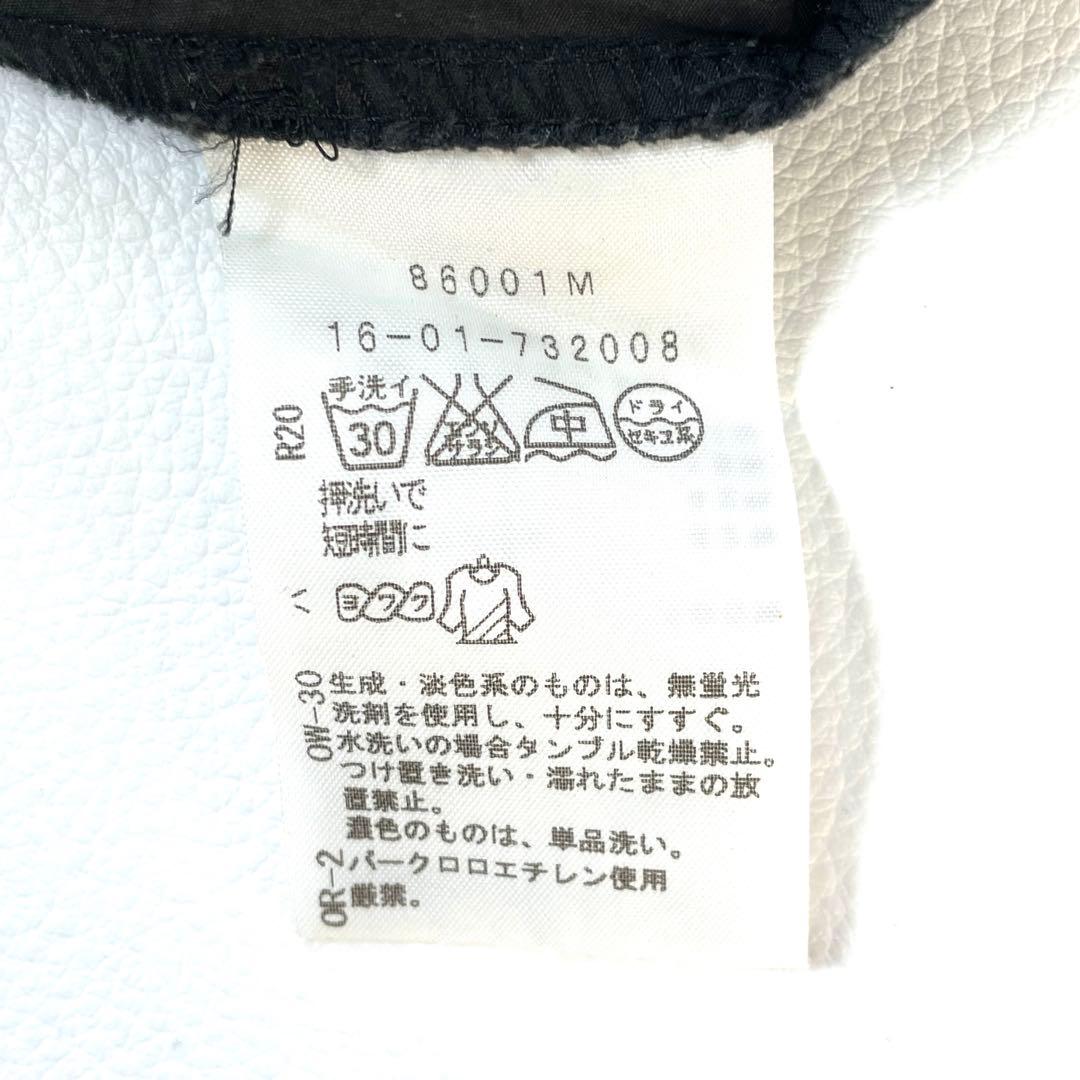 86001M
16-01-732008
R20
手洗イ
30
エンソ
サラシ
中
ドライ
セキユ系
押洗いで
短時間に
ヨワク
OW-30
生成・淡色系のものは、無蛍光
洗剤を使用し、十分にすすぐ。
水洗いの場合タンブル乾燥禁止。
つけ置き洗い・濡れたままの放
置禁止。
濃色のものは、単品洗い。
OR-2
パークロロエチレン使用
厳禁。